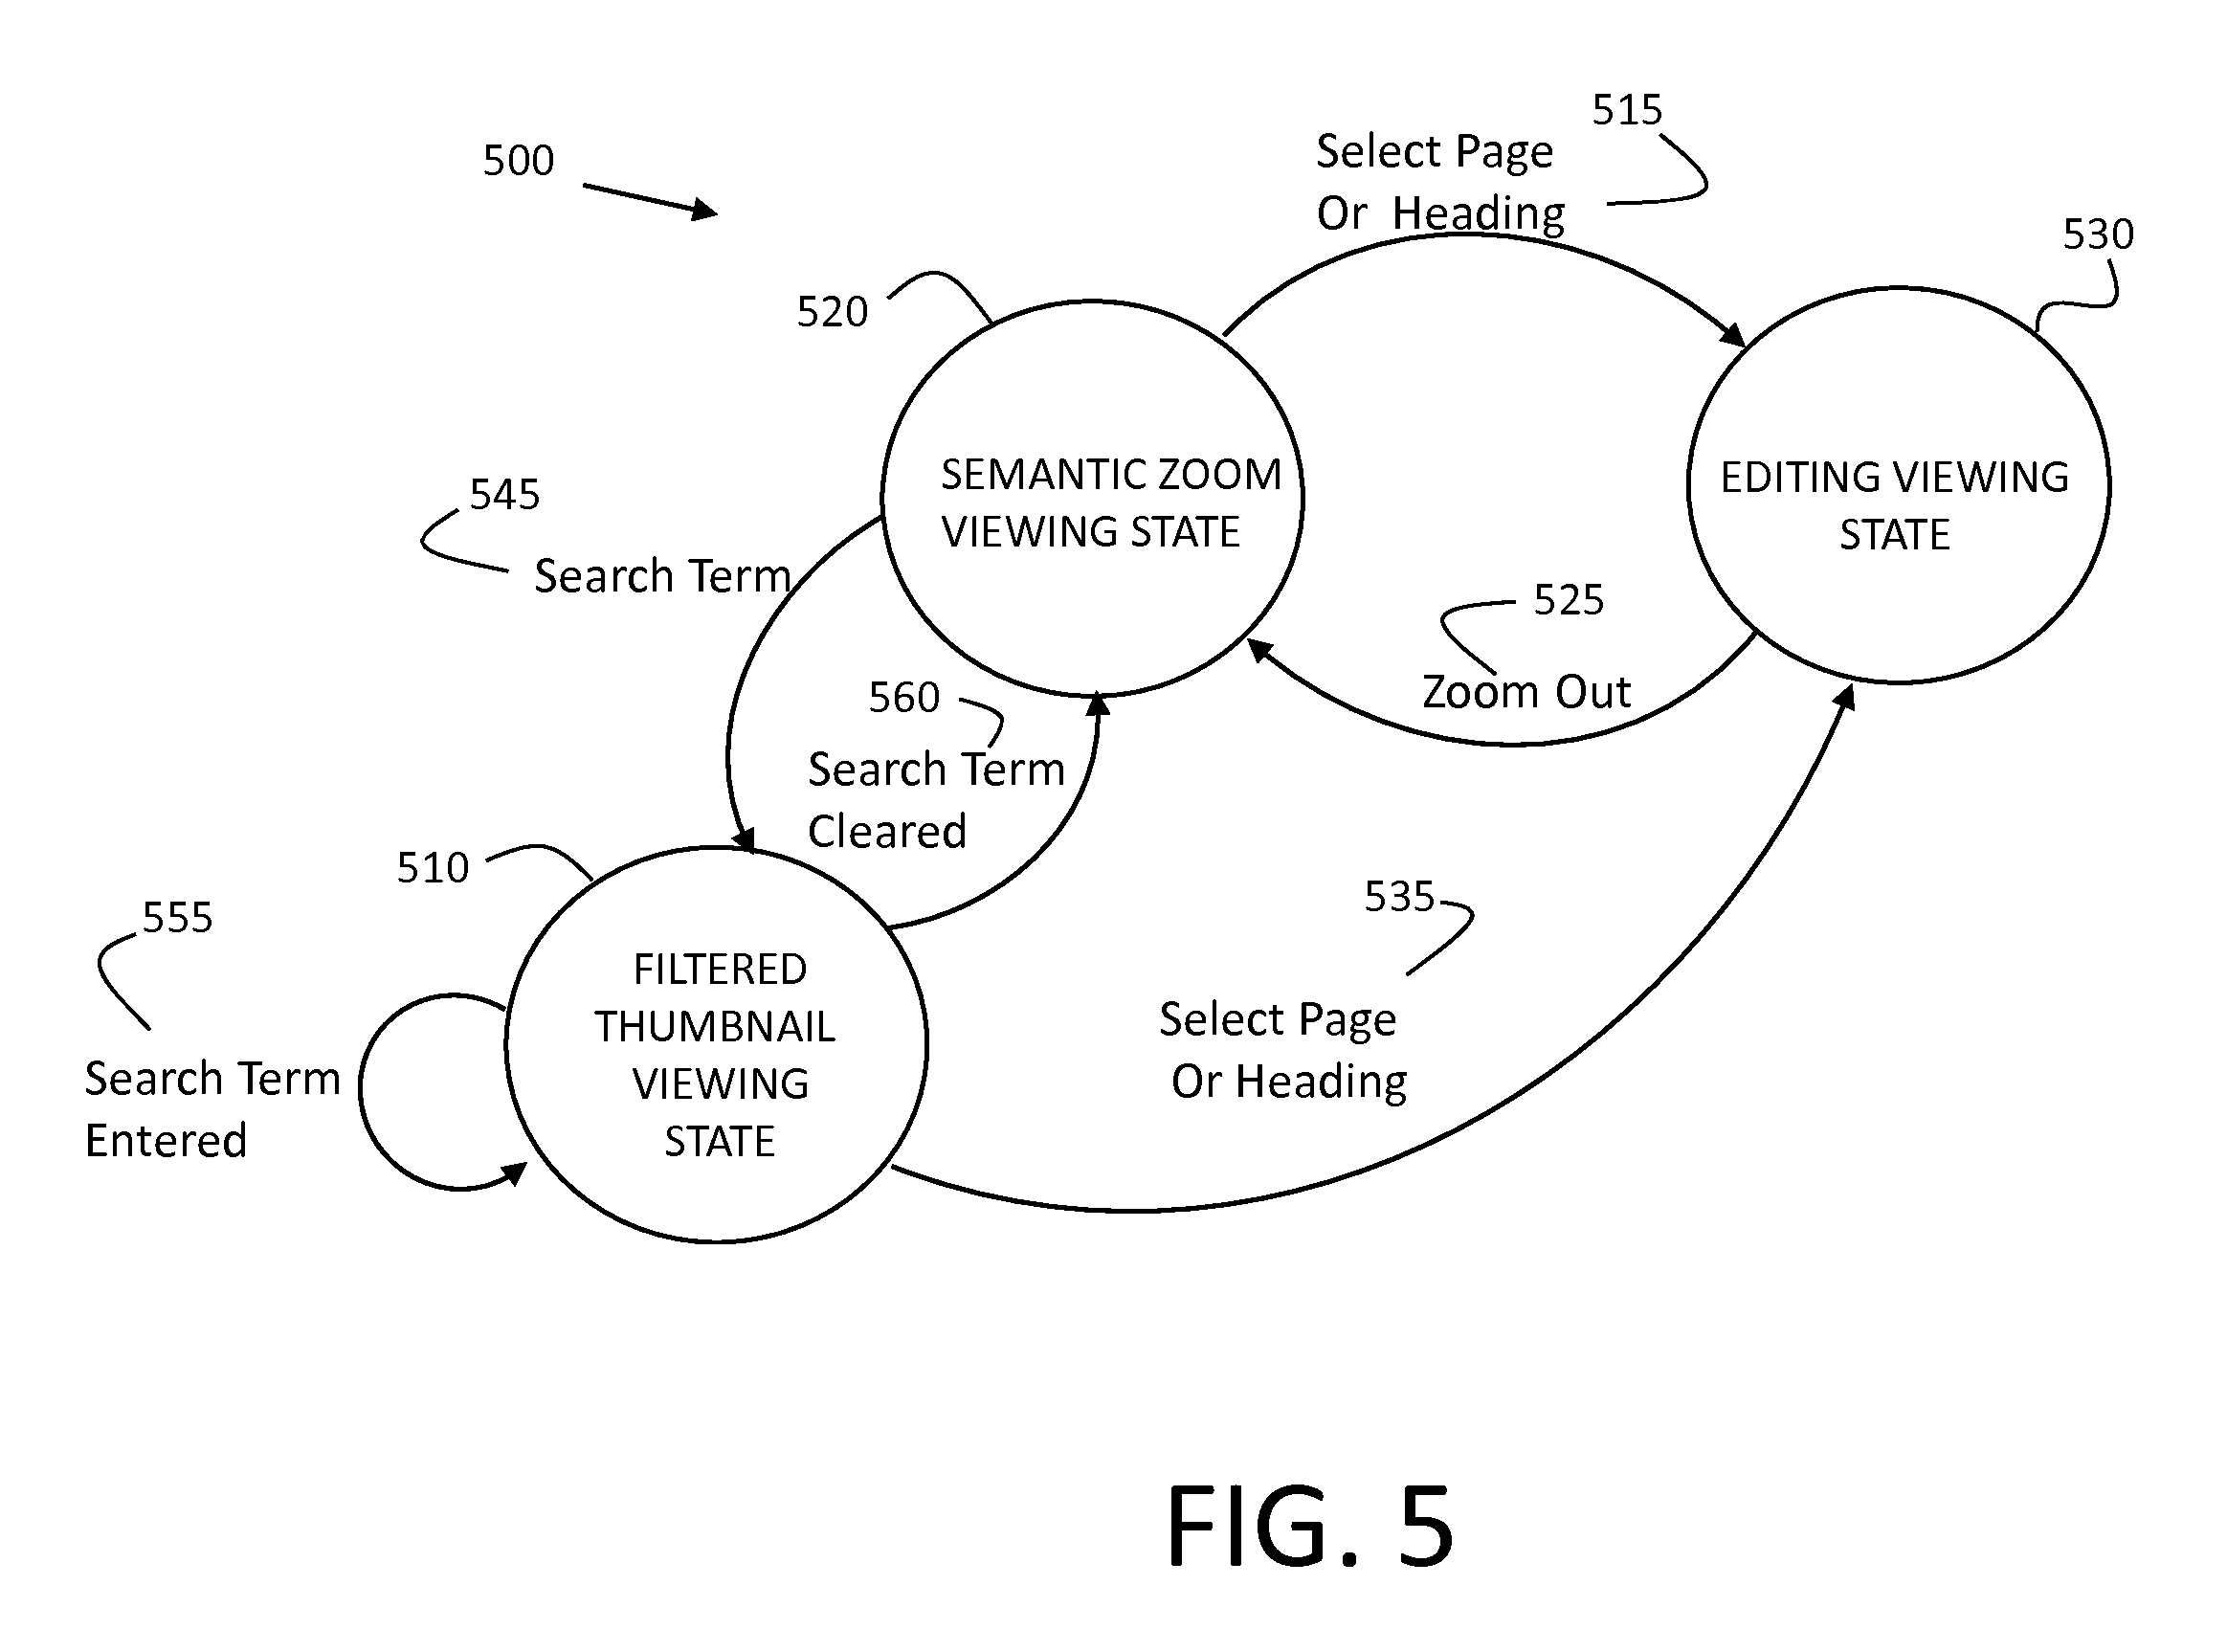 515
Select Page
Or Heading
500
530
520
SEMANTIC ZOOM
VIEWING STATE
EDITING VIEWING
STATE
545
Search Term
525
Zoom Out
560
Search Term
Cleared
510
535
555
FILTERED
THUMBNAIL
VIEWING
STATE
Select Page
Or Heading
Search Term
Entered
FIG. 5